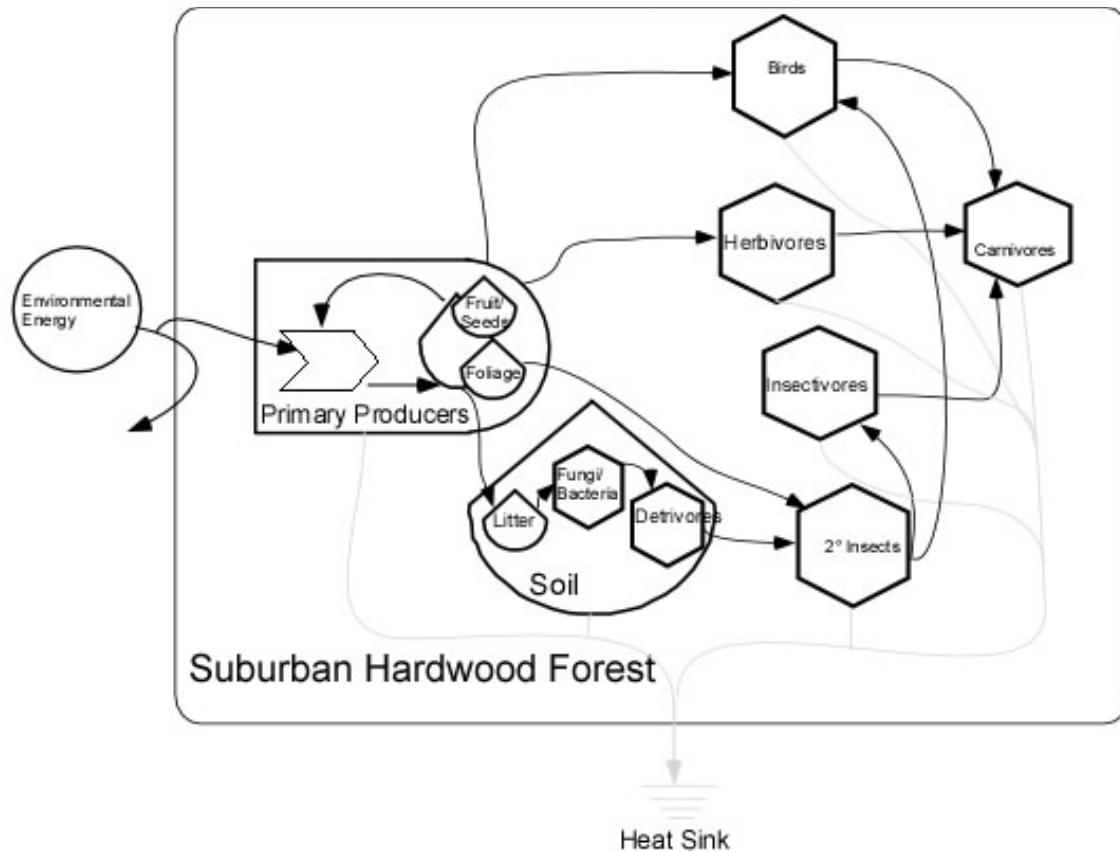 Birds
Herbivores
Carnivores
Environmental
Energy
Fruit/
Seeds
Foliage
Insectivores
Primary Producers
Fungi/
Bacteria
Litter
Detrivores
2° Insects
Soil
Suburban Hardwood Forest
Heat Sink